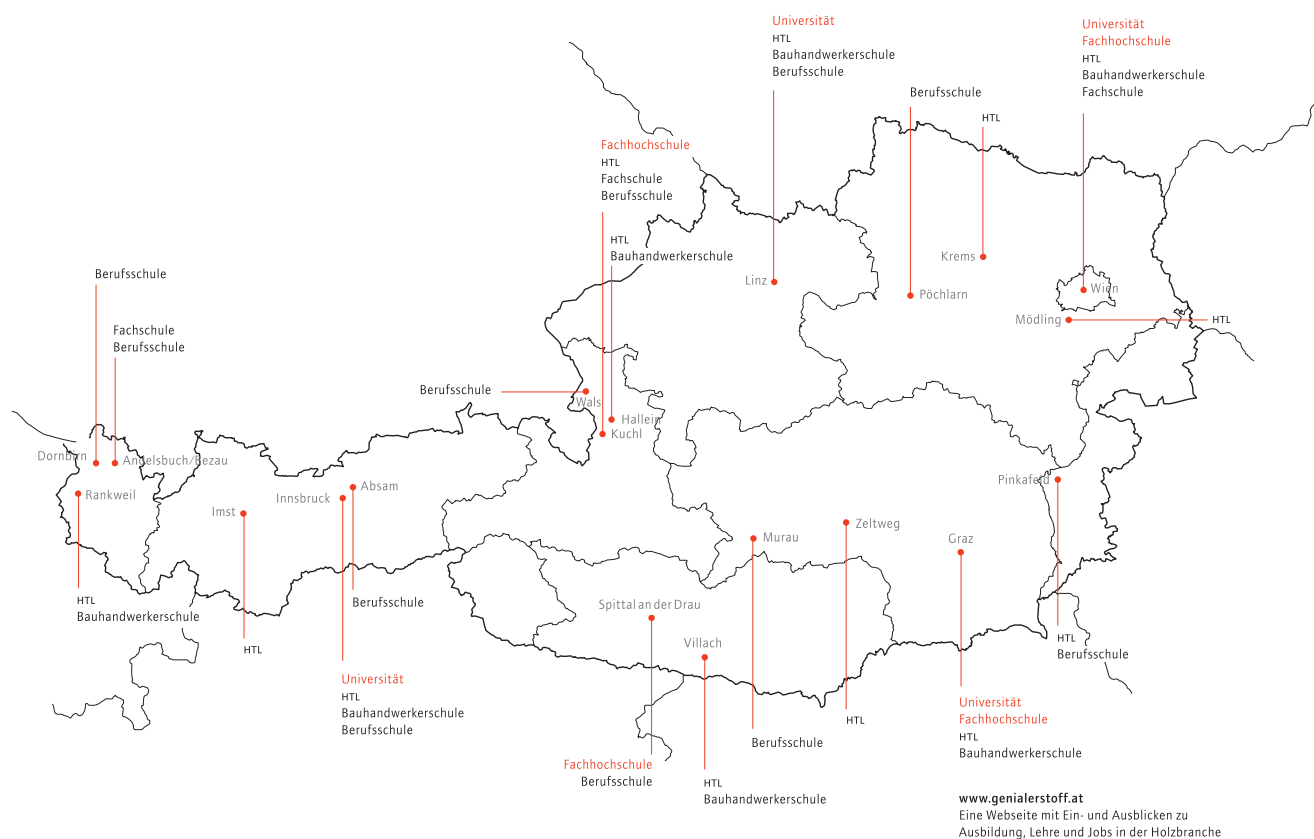 Universität
HTL
Bauhandwerkerschule
Berufsschule
Universität
Fachhochschule
HTL
Bauhandwerkerschule
Fachschule
Berufsschule
HTL
Fachhochschule
HTL
Fachschule
Berufsschule
HTL
Bauhandwerkerschule
Krems
Linz
Pöchlarn
Wien
Mödling
HTL
Berufsschule
Fachschule
Berufsschule
Berufsschule
Wals
Hallein
Kuchl
Dornbirn
Andelsbuch/Bezau
Rankweil
Imst
Innsbruck
Absam
Pinkafeld
Murau
Zeltweg
Graz
HTL
Bauhandwerkerschule
Berufsschule
Spittal an der Drau
Villach
HTL
HTL
Berufsschule
Universität
HTL
Bauhandwerkerschule
Berufsschule
Fachhochschule
Berufsschule
HTL
Bauhandwerkerschule
Berufsschule
HTL
Universität
Fachhochschule
HTL
Bauhandwerkerschule
www.genialerstoff.at
Eine Webseite mit Ein- und Ausblicken zu
Ausbildung, Lehre und Jobs in der Holzbranche